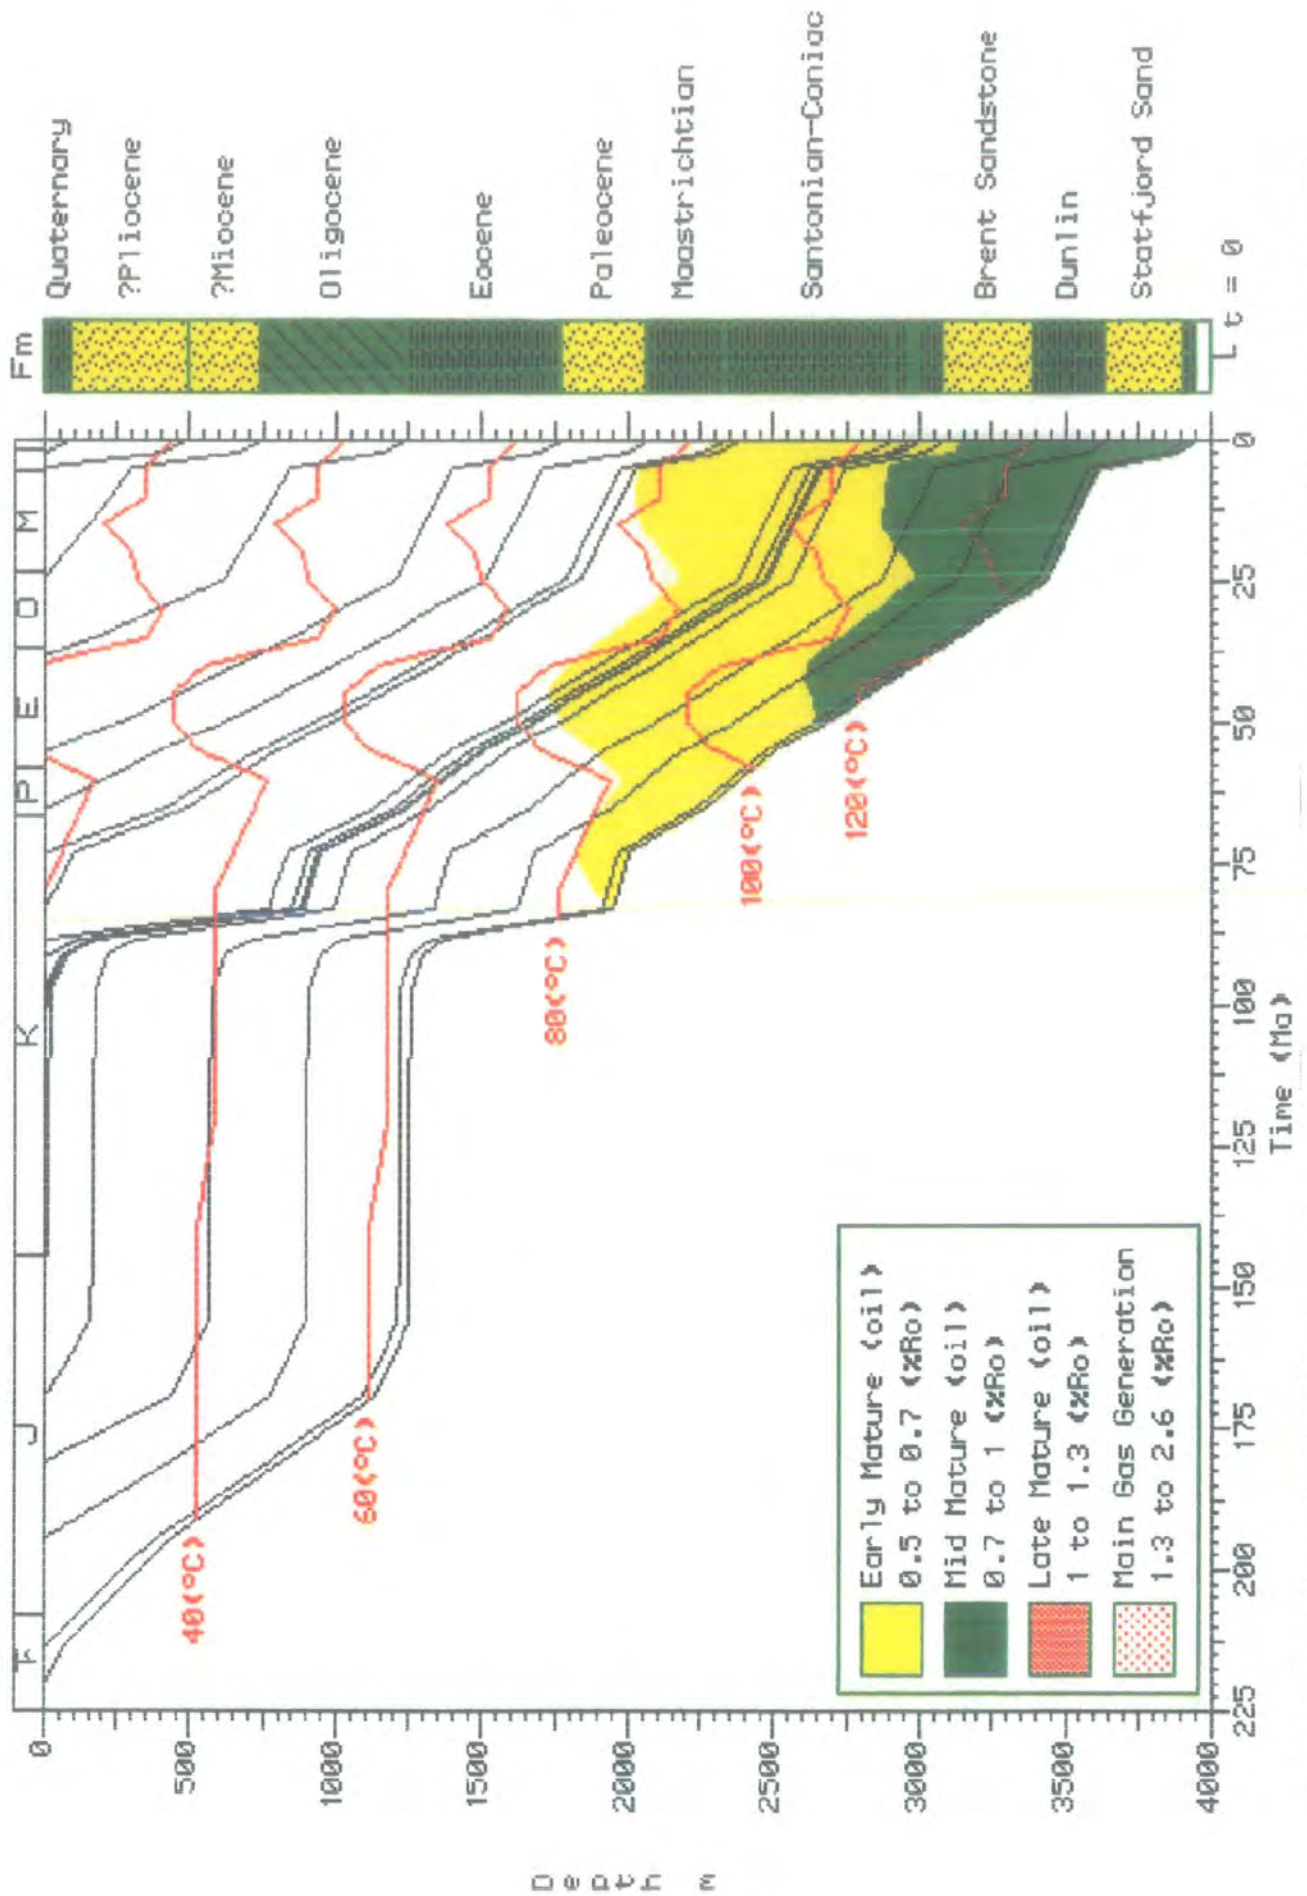 Fm
T
J
K
P
E
O
M
0
500
1000
1500
2000
2500
3000
3500
4000
Depth m
225
200
175
150
125
100
75
50
25
0
Time (Ma)
40(°C)
60(°C)
80(°C)
100(°C)
120(°C)
Quaternary
?Pliocene
?Miocene
Oligocene
Eocene
Paleocene
Maastrichtian
Santonian-Coniac
Brent Sandstone
Dunlin
Statfjord Sand
t = 0
Early Mature (oil)
0.5 to 0.7 (%Ro)
Mid Mature (oil)
0.7 to 1 (%Ro)
Late Mature (oil)
1 to 1.3 (%Ro)
Main Gas Generation
1.3 to 2.6 (%Ro)